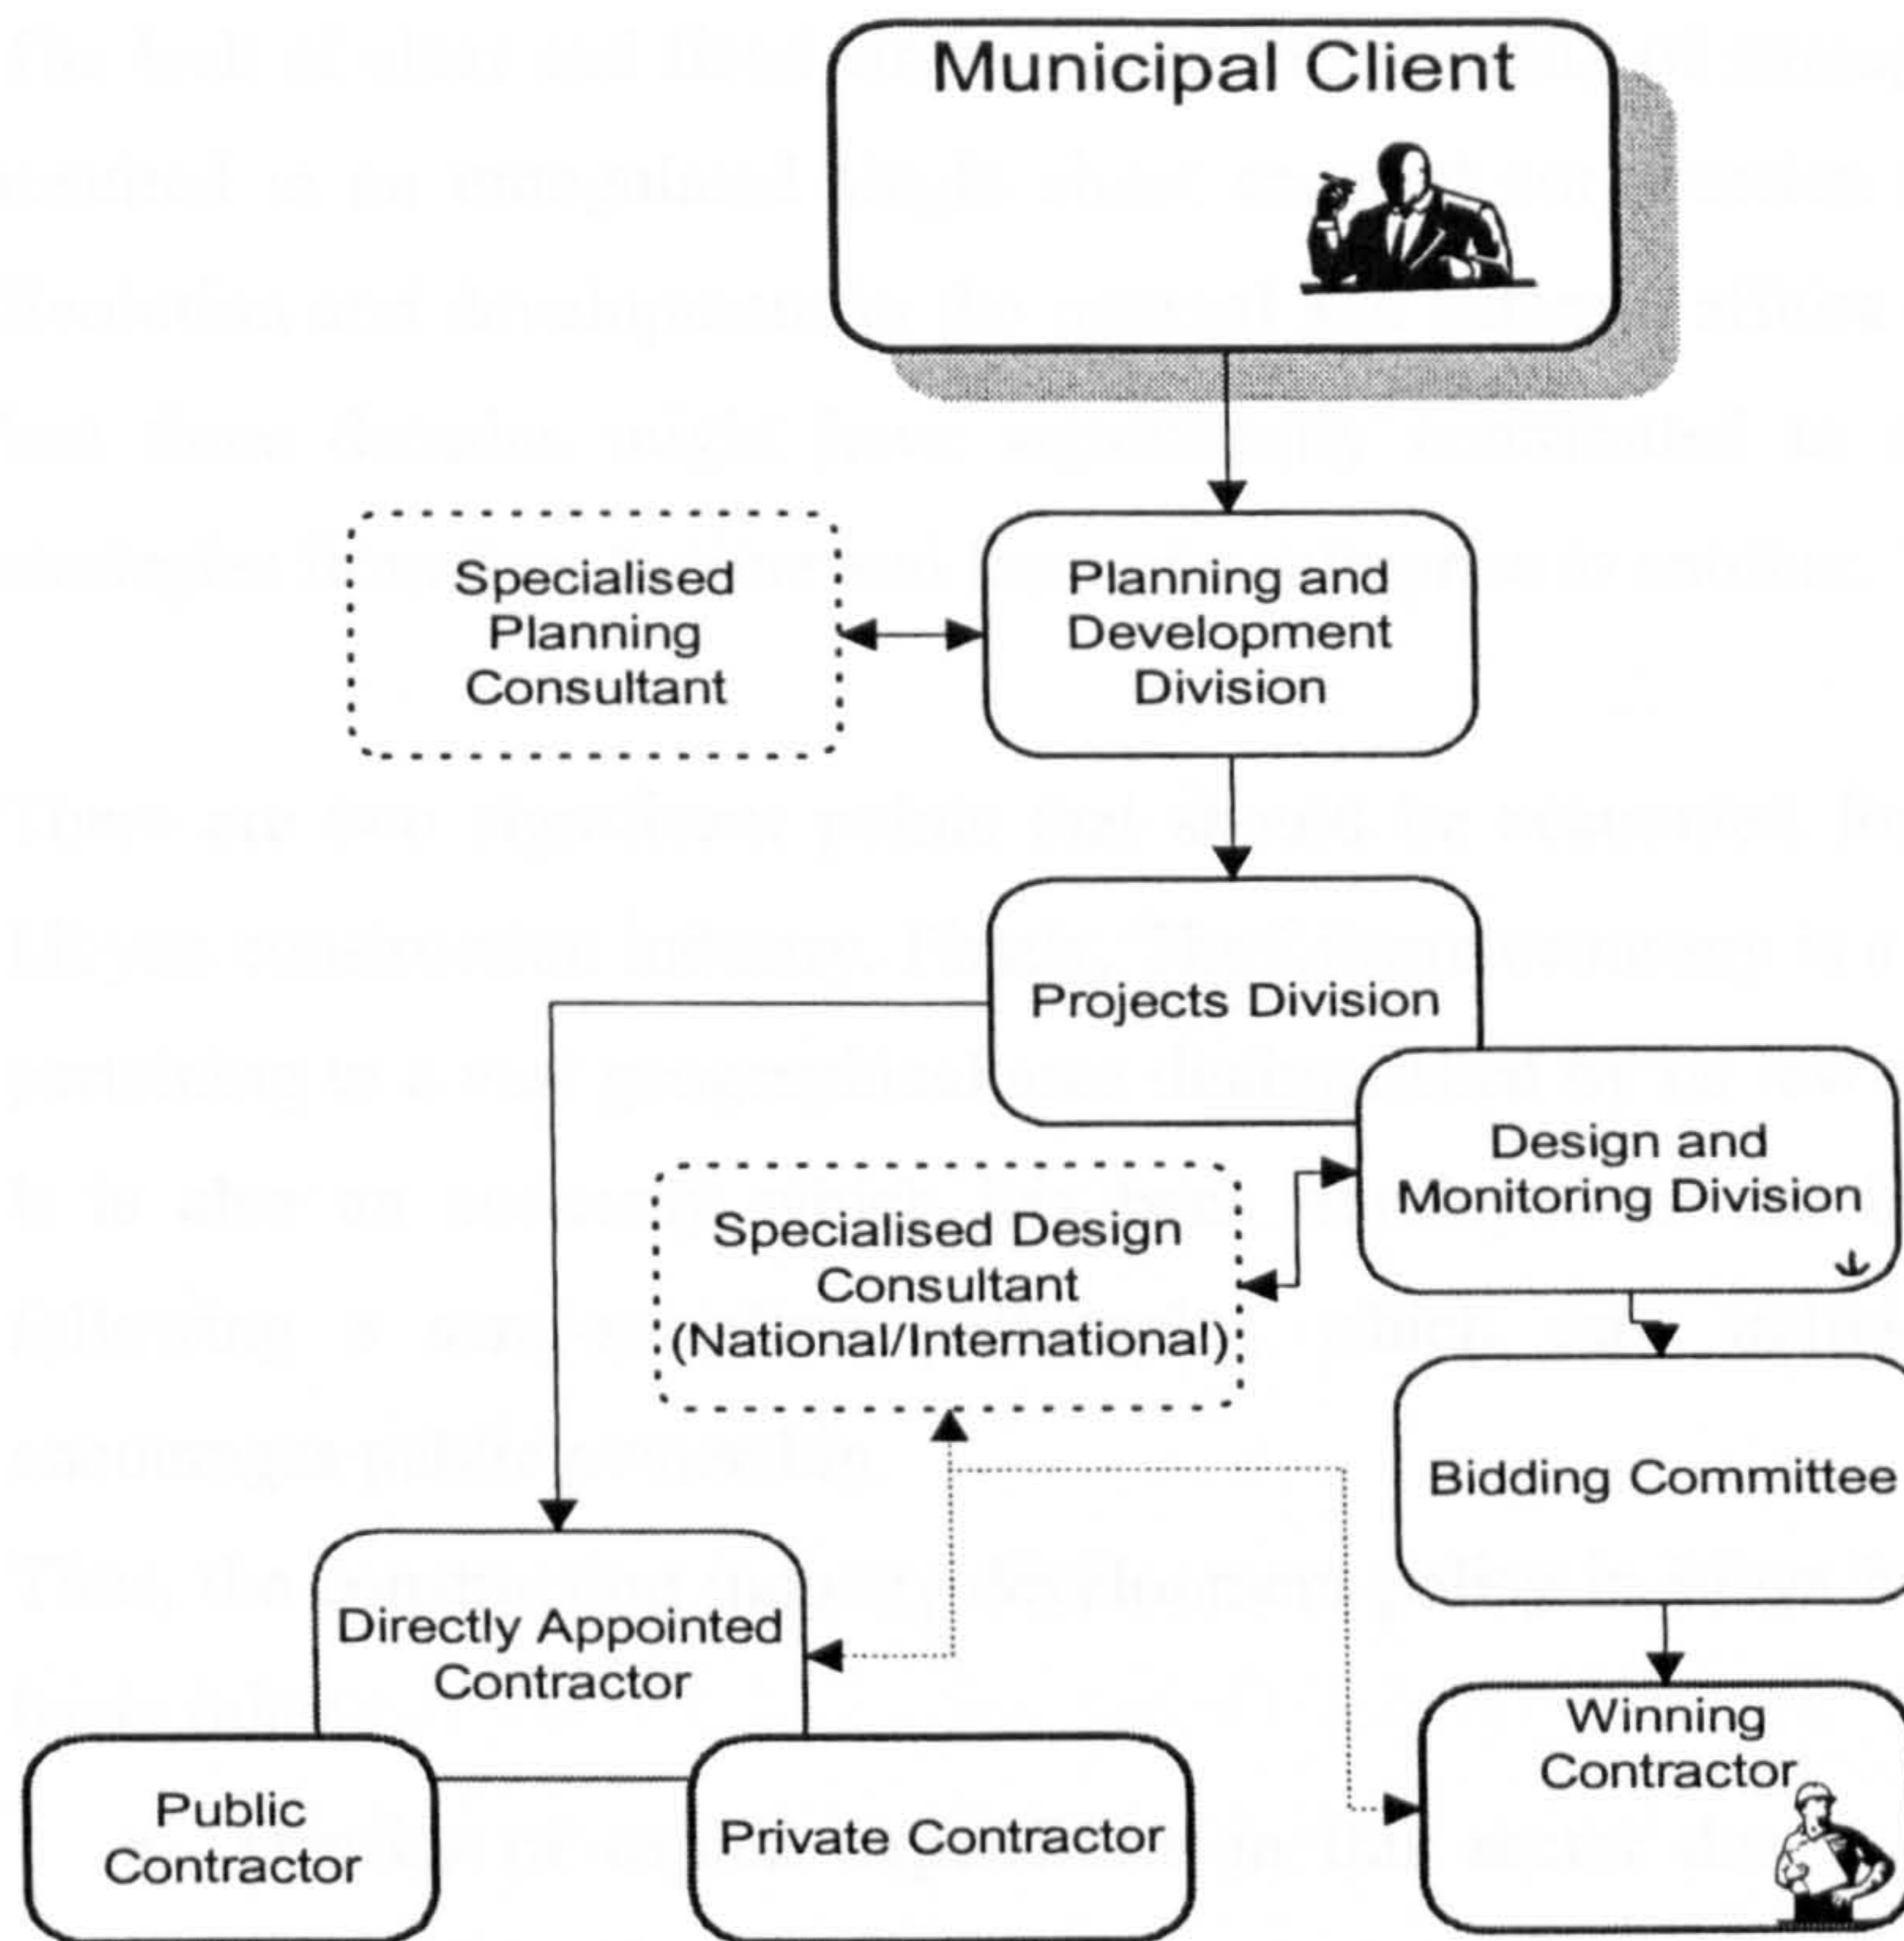 Municipal Client
Specialised
Planning
Consultant
Planning and
Development
Division
Projects Division
Design and
Monitoring Division
Specialised Design
Consultant
(National/International)
Bidding Committee
Directly Appointed
Contractor
Winning
Contractor
Public
Contractor
Private Contractor